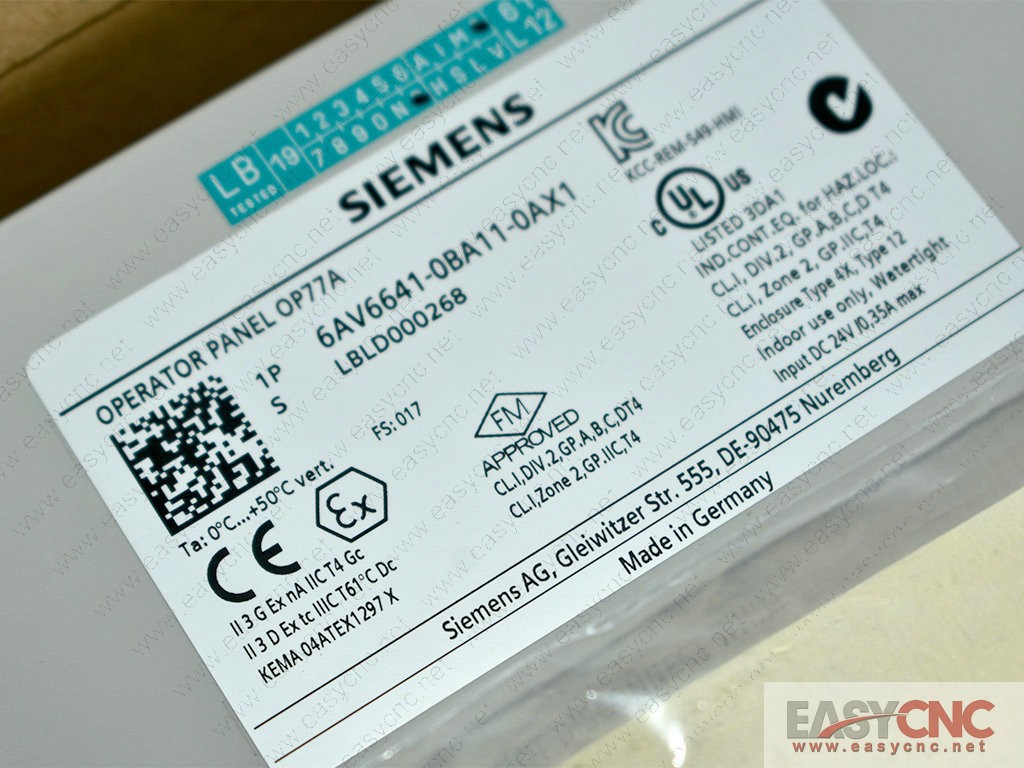 LB
TESTED
19
1 2 3 4 5 6 A I M
7 8 9 0 N H S L
L12
SIEMENS
KCC-REM-S49-HMI
OPERATOR PANEL OP77A
1P 6AV6641-0BA11-0AX1
S LBLD000268
FS: 017
C UL US
LISTED 3DA1
IND.CONT.EQ. for HAZ.LOC.:
CL.I, DIV.2, GP.A,B,C,D T4
CL.I, Zone 2, GP.IIC,T4
Enclosure Type 4X, Type 12
Indoor use only, Watertight
Input DC 24V /0,35A max
FM
APPROVED
CL.I,DIV.2,GP.A,B,C,DT4
CL.I,Zone 2,GP.IIC,T4
Ta: 0°C...+50°C vert.
CE Ex
II 3 G Ex nA IIC T4 Gc
II 3 D Ex tc IIIC T61°C Dc
KEMA 04ATEX1297 X
Siemens AG, Gleiwitzer Str. 555, DE-90475 Nuremberg
Made in Germany
EASYCNC
www.easycnc.net